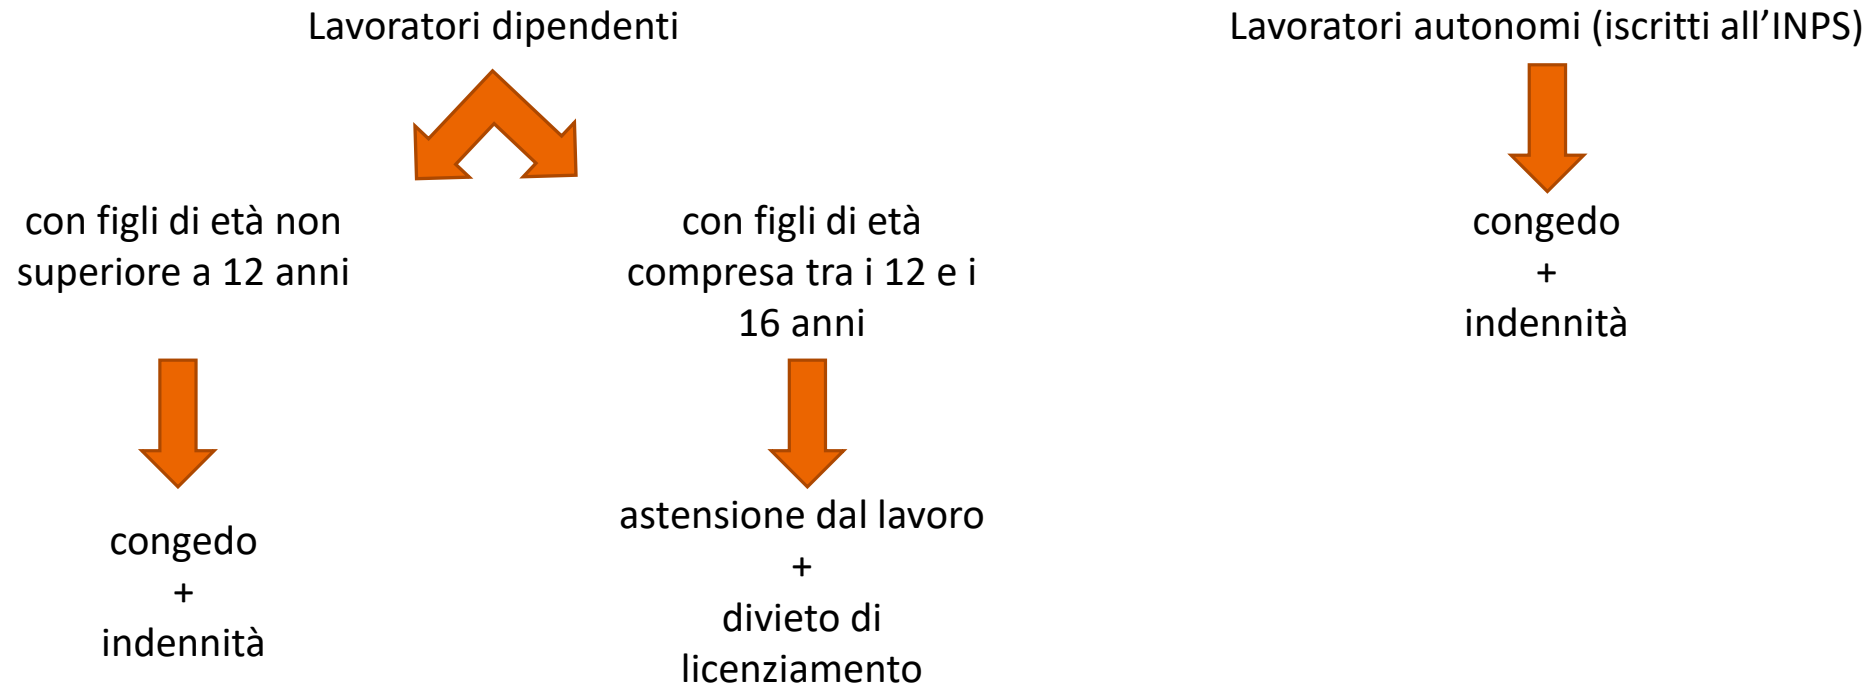 Lavoratori dipendenti
Lavoratori autonomi (iscritti all’INPS)
con figli di età non
superiore a 12 anni
con figli di età
compresa tra i 12 e i
16 anni
congedo
+
indennità
congedo
+
indennità
astensione dal lavoro
+
divieto di
licenziamento